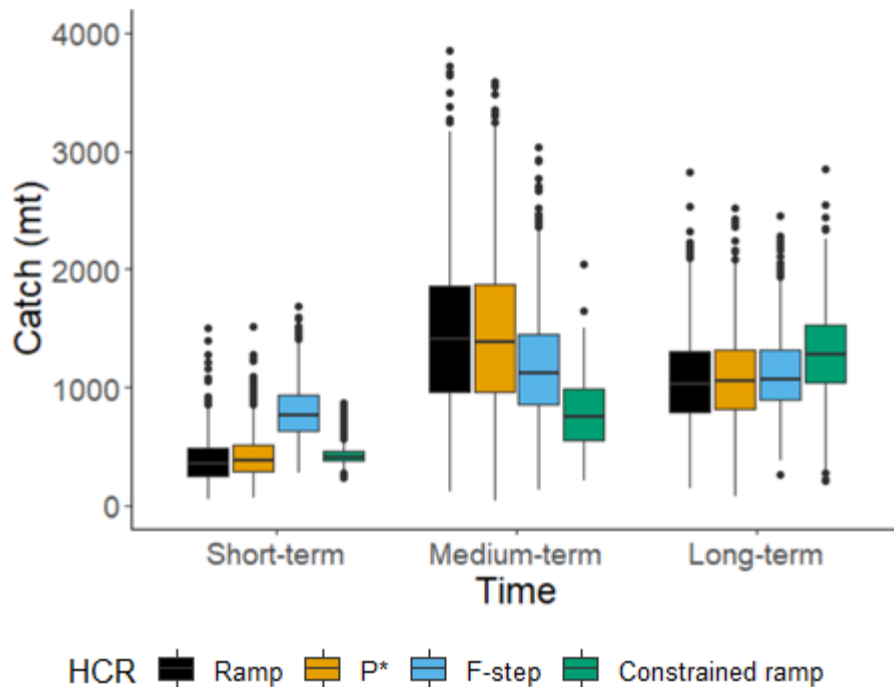 Catch (mt)
4000
3000
2000
1000
0
Short-term Medium-term Long-term
Time
HCR Ramp P* F-step Constrained ramp